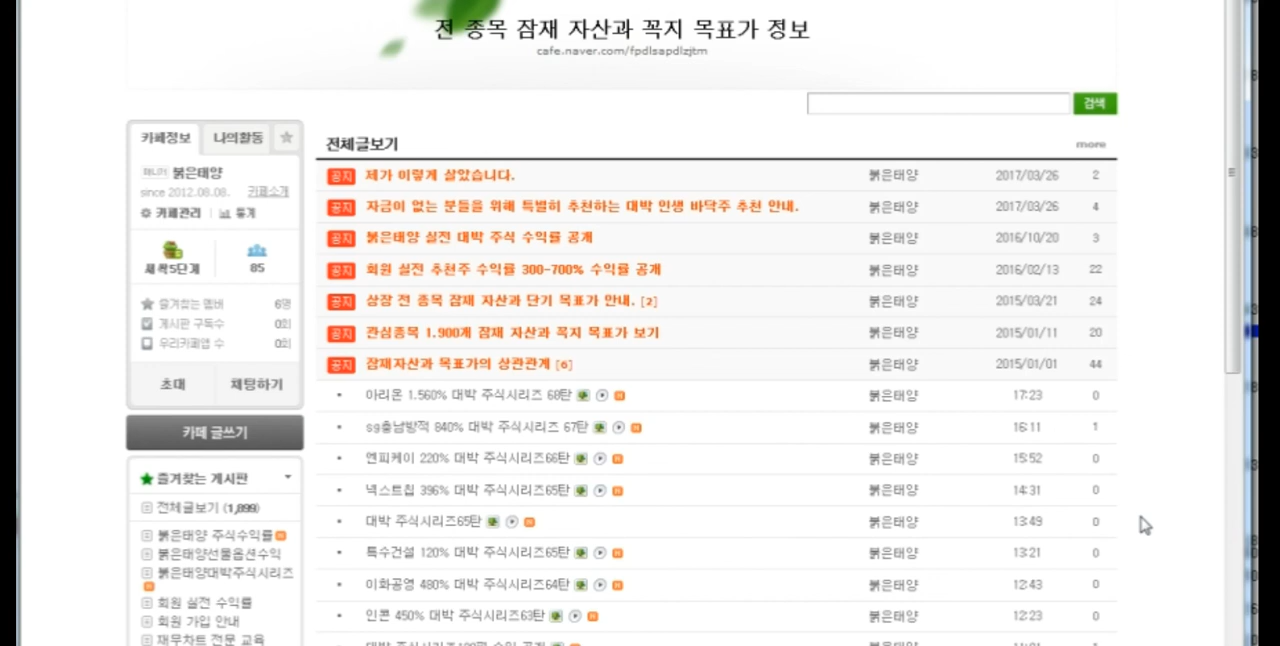 전 종목 잠재 자산과 꼭지 목표가 정보
cafe.naver.com/fpdlsapdlzjtm
검색
카페정보 나의활동
매니저 붉은태양
since 2012.08.08. 카페소개
카페관리 통계
새싹5단계 85
즐겨찾는 멤버 6명
게시판 구독수 0회
우리카페앱 수 0회
초대 채팅하기
카페 글쓰기
즐겨찾는 게시판
전체글보기 (1,899)
붉은태양 주식수익률
붉은태양선물옵션수익
붉은태양대박주식시리즈
회원 실전 수익률
회원 가입 안내
재무차트 전문 교육
전체글보기 more
공지 제가 이렇게 살았습니다. 붉은태양 2017/03/26 2
공지 자금이 없는 분들을 위해 특별히 추천하는 대박 인생 바닥주 추천 안내. 붉은태양 2017/03/26 4
공지 붉은태양 실전 대박 주식 수익률 공개 붉은태양 2016/10/20 3
공지 회원 실전 추천주 수익률 300-700% 수익률 공개 붉은태양 2016/02/13 22
공지 상장 전 종목 잠재 자산과 단기 목표가 안내. [2] 붉은태양 2015/03/21 24
공지 관심종목 1.900개 잠재 자산과 꼭지 목표가 보기 붉은태양 2015/01/11 20
공지 잠재자산과 목표가의 상관관계 [6] 붉은태양 2015/01/01 44
아리온 1.560% 대박 주식시리즈 68탄 붉은태양 17:23 0
sg충남방적 840% 대박 주식시리즈 67탄 붉은태양 16:11 1
엔피케이 220% 대박 주식시리즈66탄 붉은태양 15:52 0
넥스트칩 396% 대박 주식시리즈65탄 붉은태양 14:31 0
대박 주식시리즈65탄 붉은태양 13:49 0
특수건설 120% 대박 주식시리즈65탄 붉은태양 13:21 0
이화공영 480% 대박 주식시리즈64탄 붉은태양 12:43 0
인콘 450% 대박 주식시리즈63탄 붉은태양 12:23 0